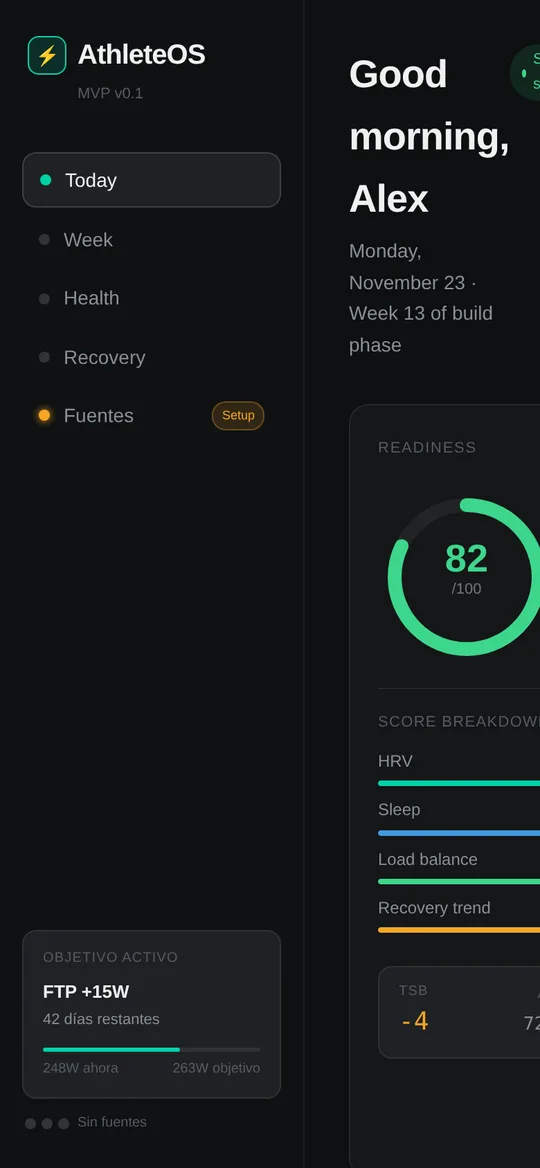 AthleteOS
MVP v0.1
Today
Week
Health
Recovery
Fuentes
Setup
OBJETIVO ACTIVO
FTP +15W
42 días restantes
248W ahora
263W objetivo
Sin fuentes
Good
morning,
Alex
Monday,
November 23 ·
Week 13 of build
phase
READINESS
82
/100
SCORE BREAKDOW
HRV
Sleep
Load balance
Recovery trend
TSB
-4
72